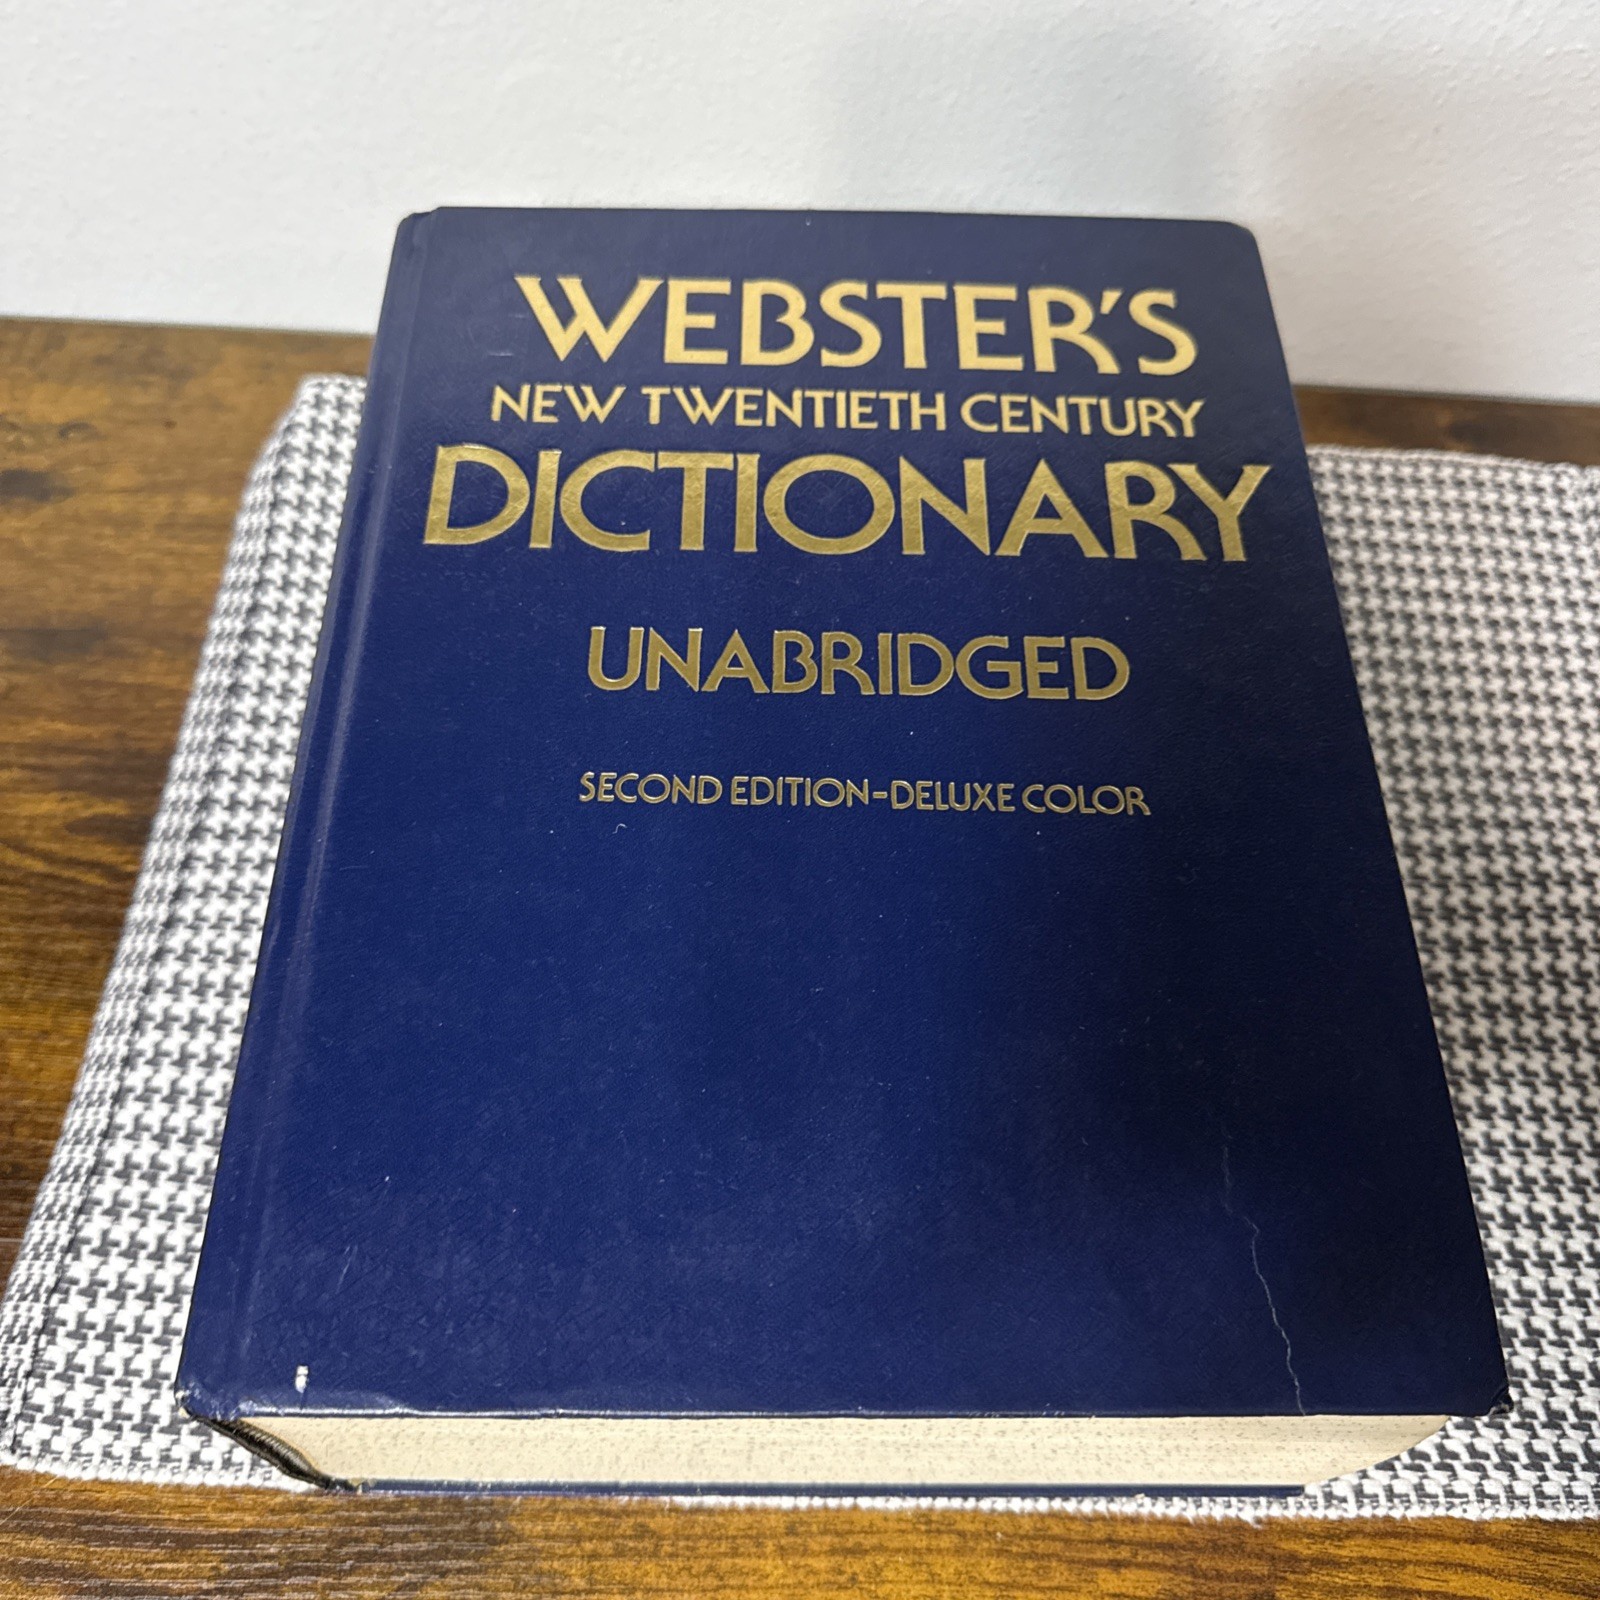 WEBSTER'S
NEW TWENTIETH CENTURY
DICTIONARY
UNABRIDGED
SECOND EDITION-DELUXE COLOR